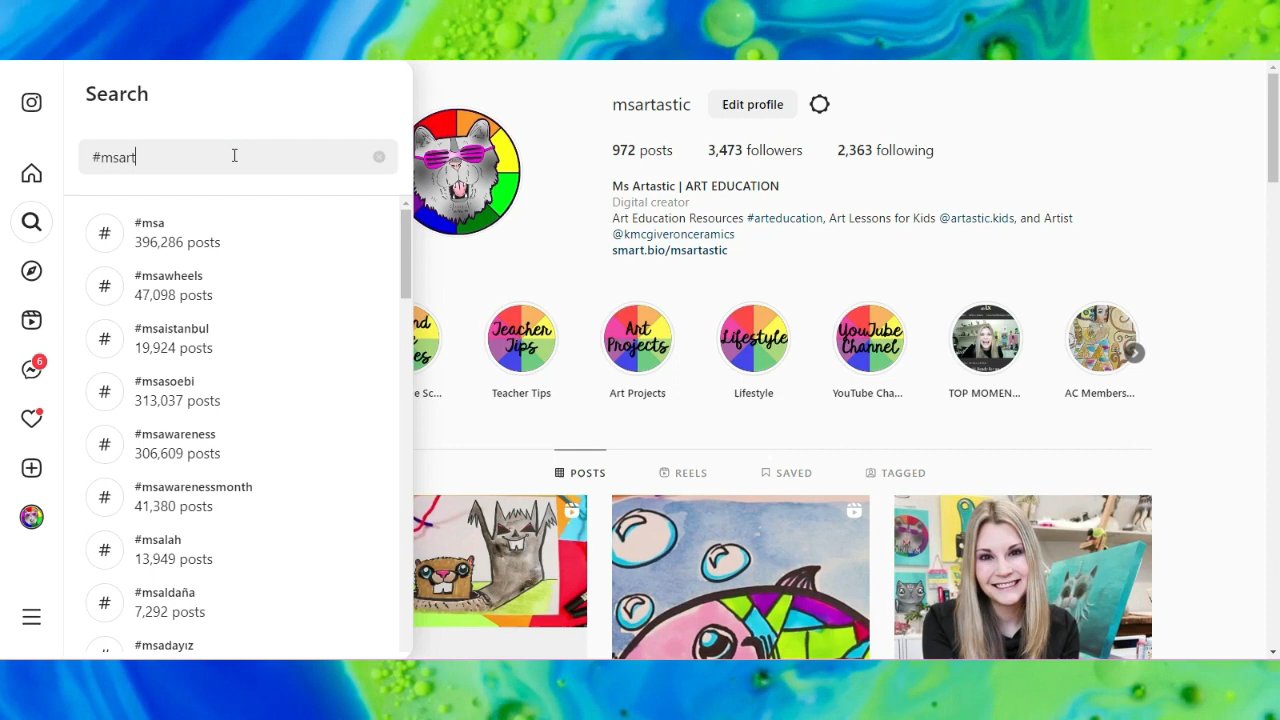 Search
#msart
#msa
396,286 posts
#msawheels
47,098 posts
#msaistanbul
19,924 posts
#msasoebi
313,037 posts
#msawareness
306,609 posts
#msawarenessmonth
41,380 posts
#msalah
13,949 posts
#msaldaña
7,292 posts
#msadayız
6
msartastic
Edit profile
972 posts 3,473 followers 2,363 following
Ms Artastic | ART EDUCATION
Digital creator
Art Education Resources #arteducation, Art Lessons for Kids @artastic.kids, and Artist
@kmcgiveronceramics
smart.bio/msartastic
Teacher Tips
Art Projects
Lifestyle
YouTube Channel
e Sc...
Teacher Tips
Art Projects
Lifestyle
YouTube Cha...
TOP MOMEN...
AC Members...
POSTS
REELS
SAVED
TAGGED